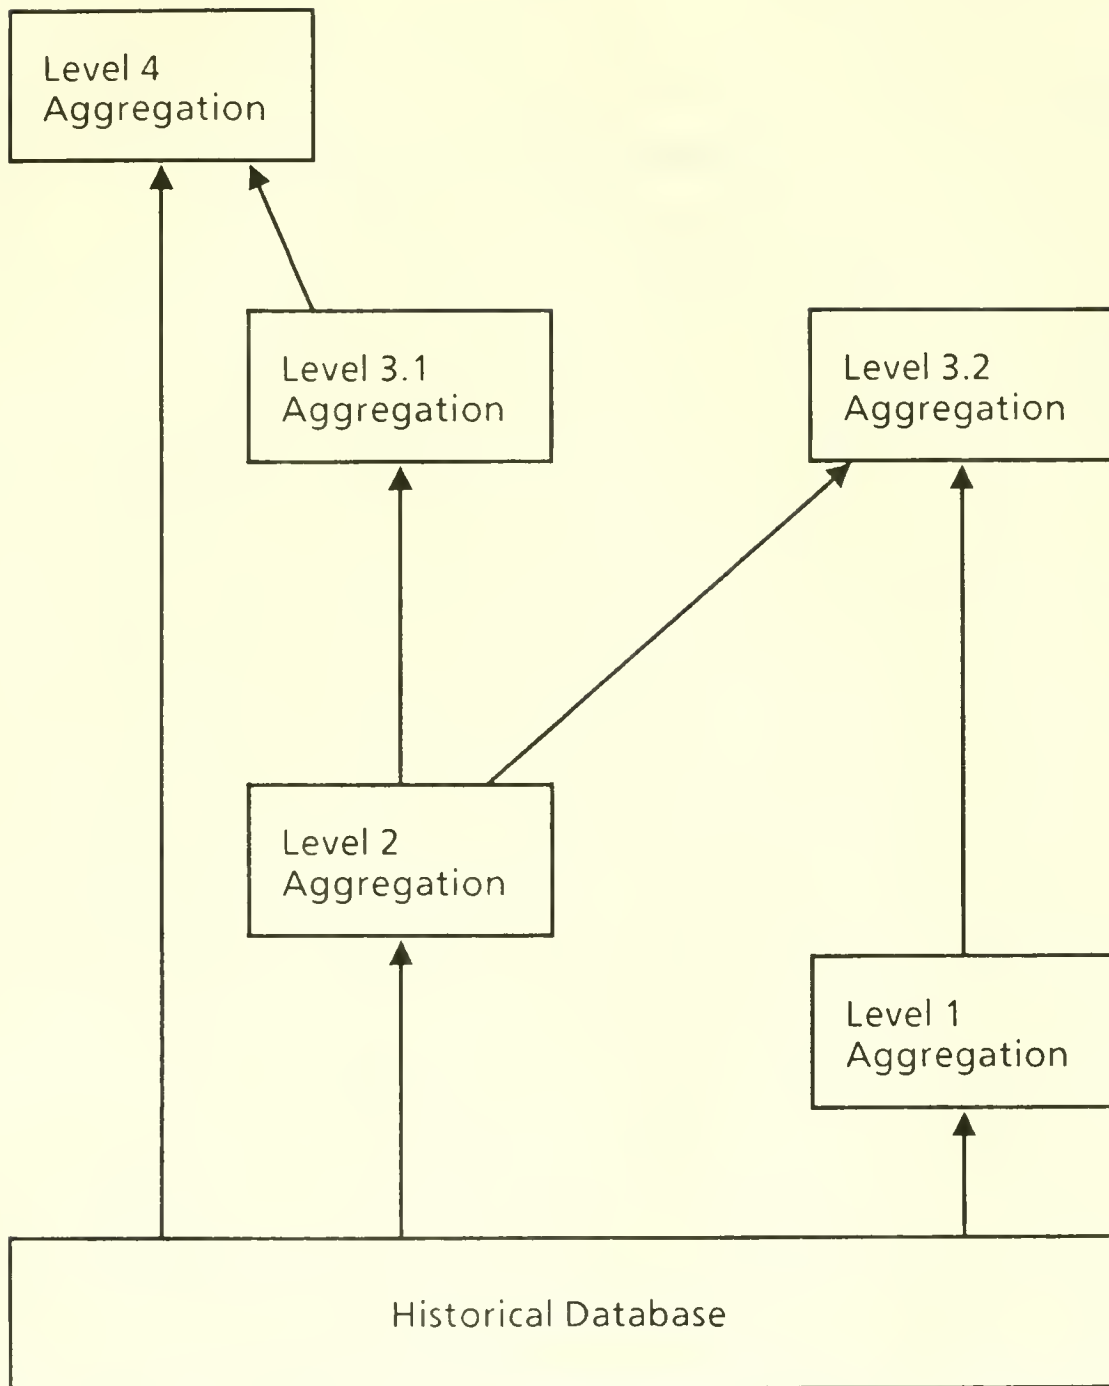 Level 4
Aggregation
Level 3.1
Aggregation
Level 3.2
Aggregation
Level 2
Aggregation
Level 1
Aggregation
Historical Database